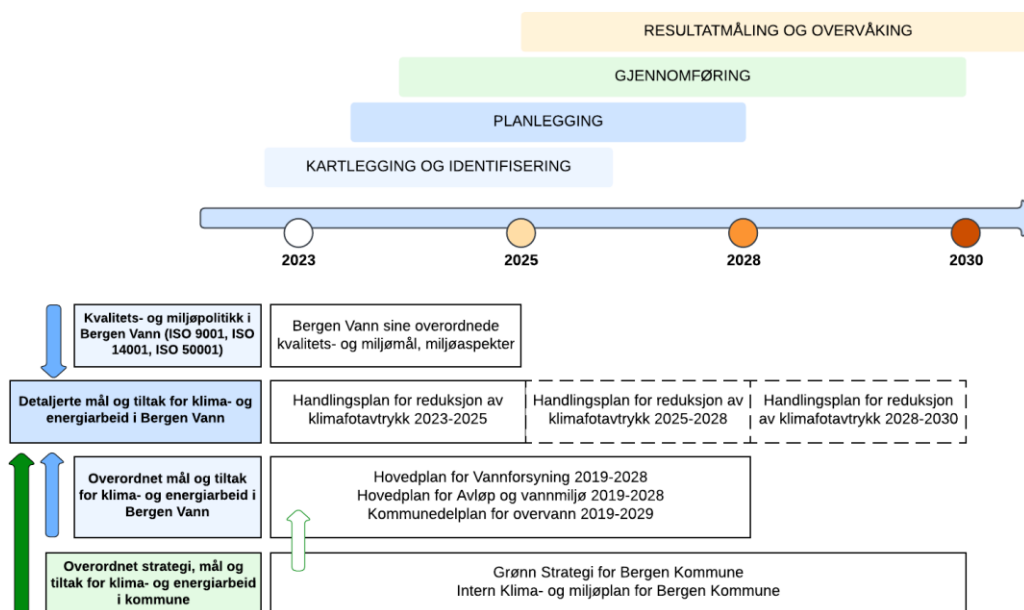 RESULTATMÅLING OG OVERVÅKING
GJENNOMFØRING
PLANLEGGING
KARTLEGGING OG IDENTIFISERING
2023
2025
2028
2030
Kvalitets- og miljøpolitikk i
Bergen Vann (ISO 9001, ISO
14001, ISO 50001)
Bergen Vann sine overordnede
kvalitets- og miljømål, miljøaspekter
Detaljerte mål og tiltak for klima- og
energiarbeid i Bergen Vann
Handlingsplan for reduksjon av
klimafotavtrykk 2023-2025
Handlingsplan for reduksjon av
klimafotavtrykk 2025-2028
Handlingsplan for reduksjon
av klimafotavtrykk 2028-2030
Overordnet mål og tiltak
for klima- og energiarbeid i
Bergen Vann
Hovedplan for Vannforsyning 2019-2028
Hovedplan for Avløp og vannmiljø 2019-2028
Kommunedelplan for overvann 2019-2029
Overordnet strategi, mål og
tiltak for klima- og energiarbeid
i kommune
Grønn Strategi for Bergen Kommune
Intern Klima- og miljøplan for Bergen Kommune